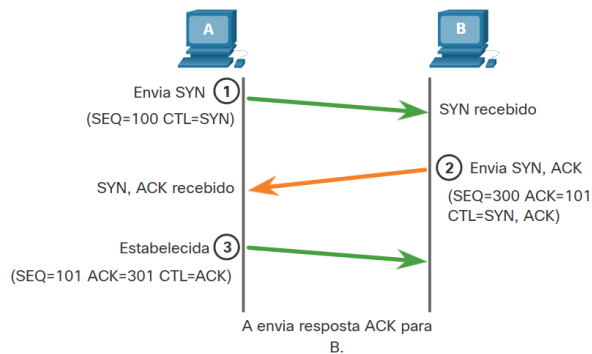 A
B
Envia SYN 1
(SEQ=100 CTL=SYN)
SYN recebido
2 Envia SYN, ACK
(SEQ=300 ACK=101
CTL=SYN, ACK)
SYN, ACK recebido
Estabelecida 3
(SEQ=101 ACK=301 CTL=ACK)
A envia resposta ACK para
B.